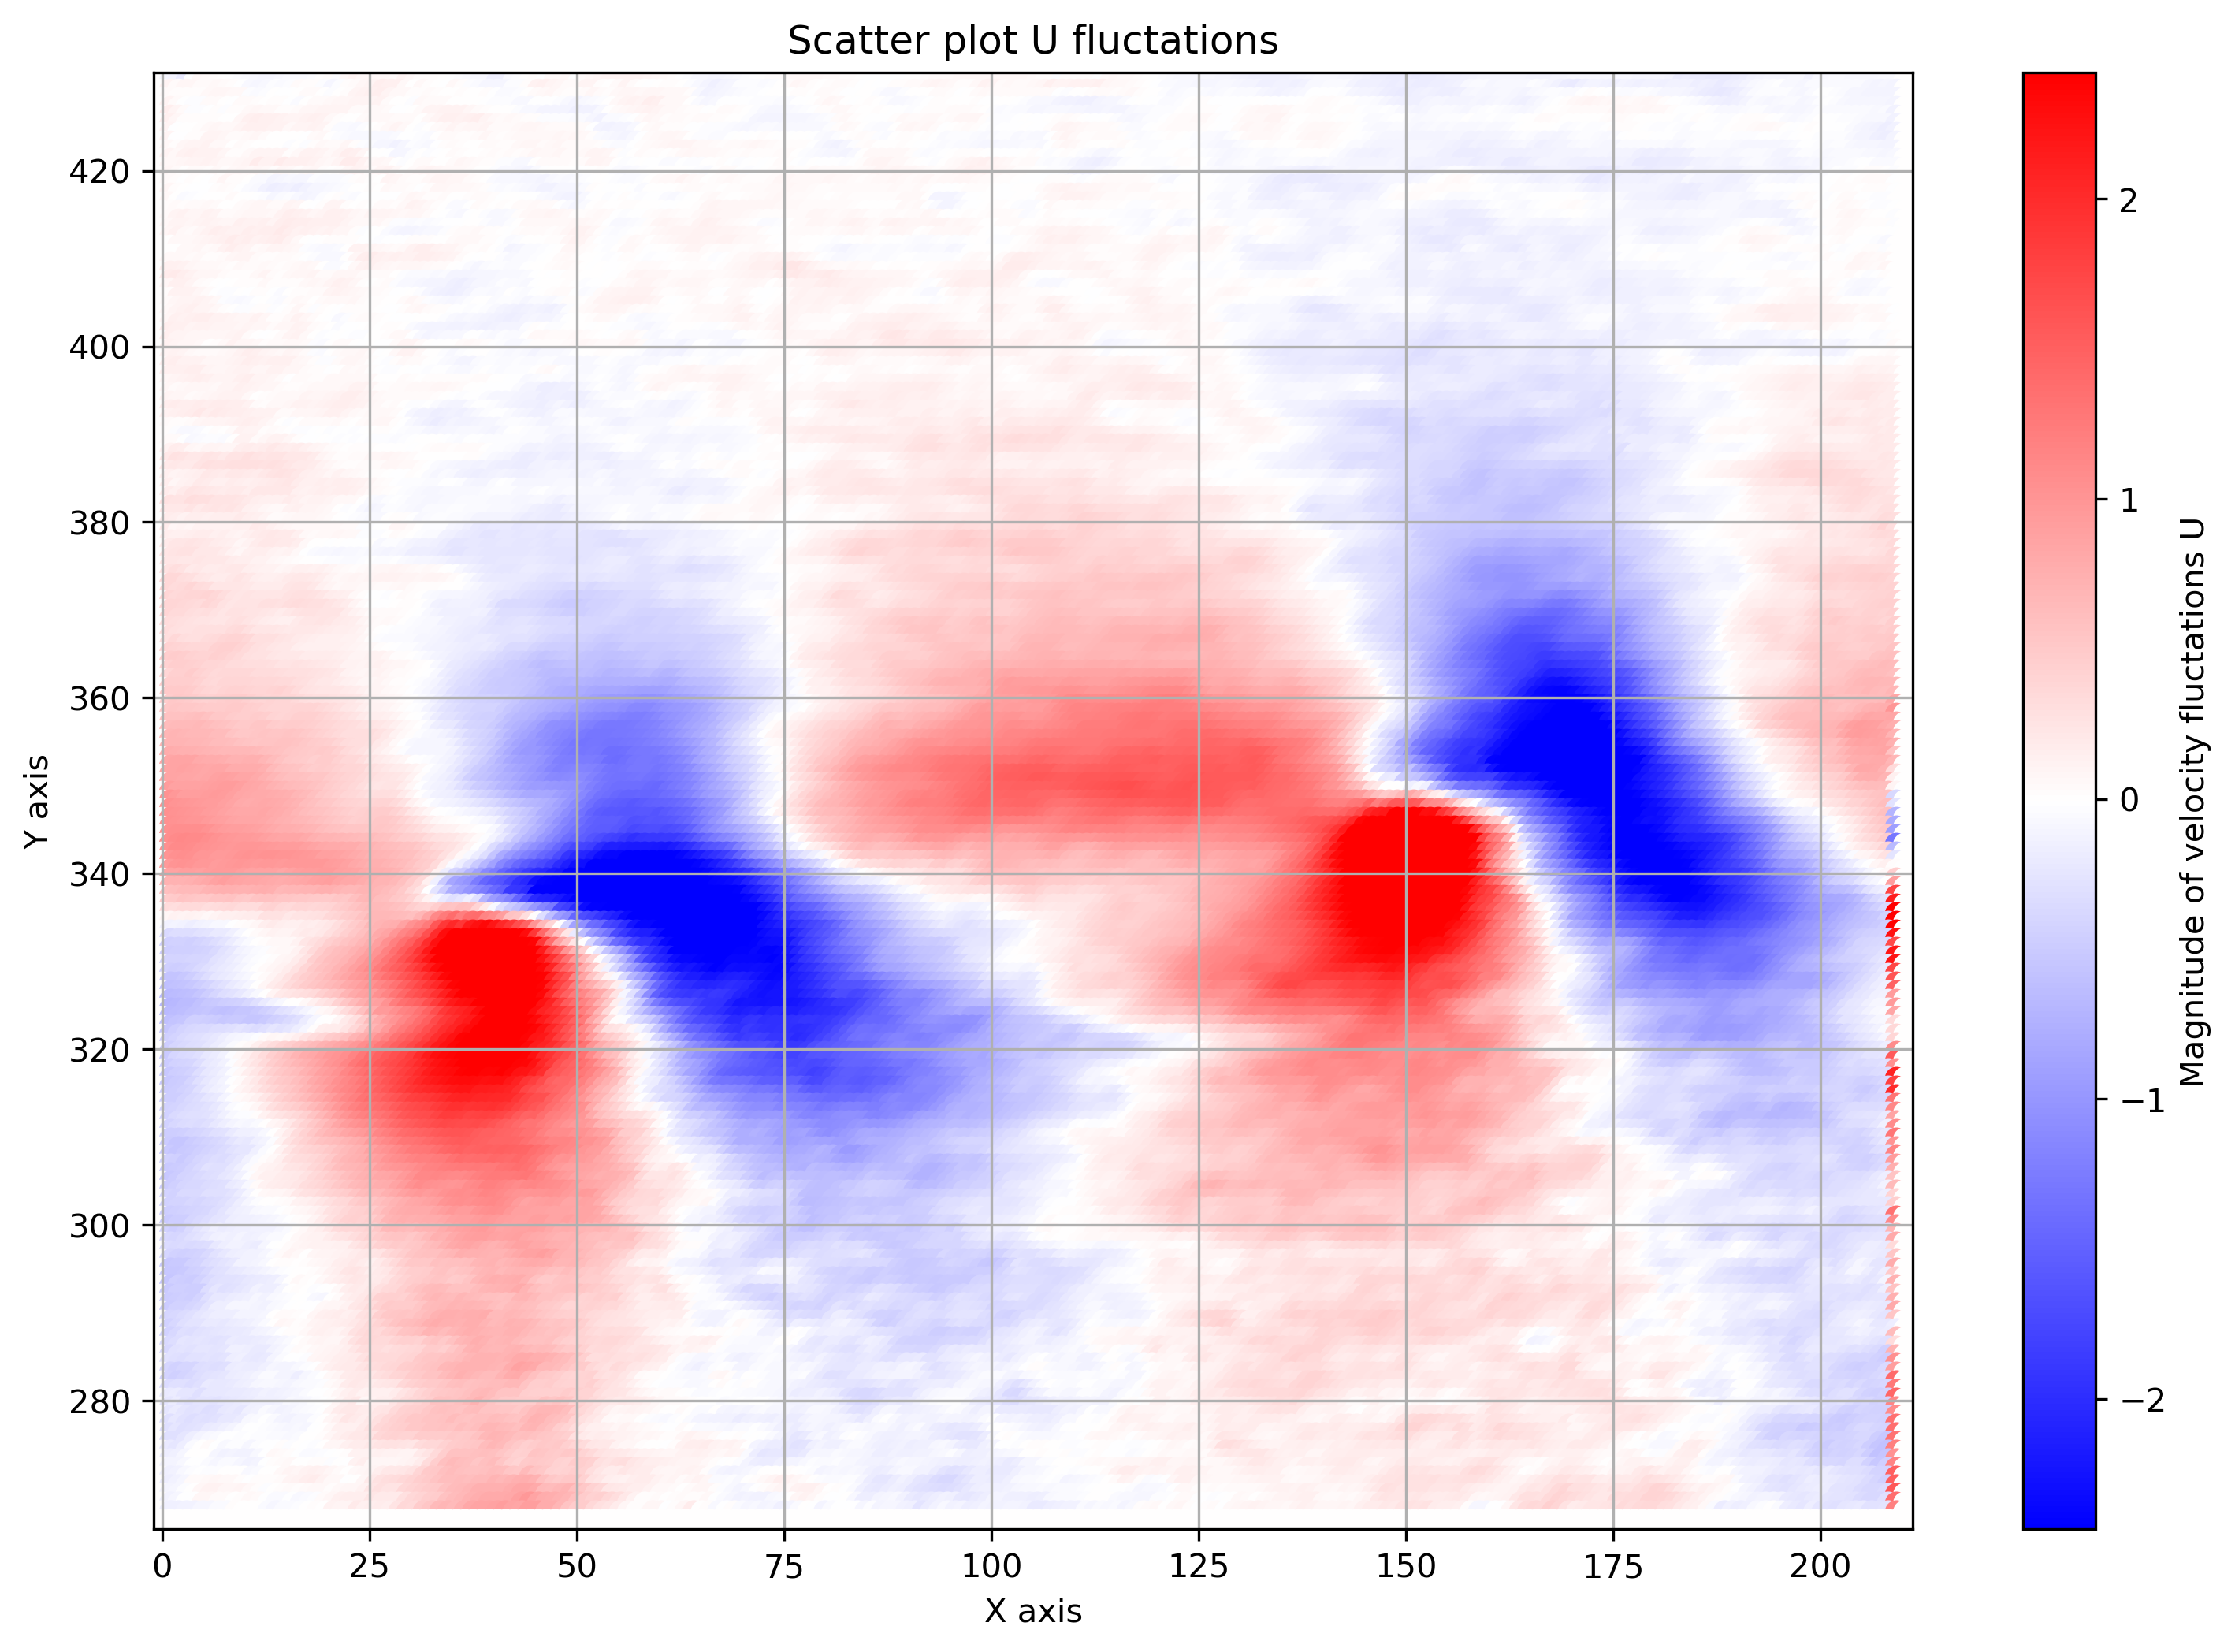 Scatter plot U fluctations
420
400
380
360
340
320
300
280
Y axis
0 25 50 75 100 125 150 175 200
X axis
2
1
0
−1
−2
Magnitude of velocity fluctations U